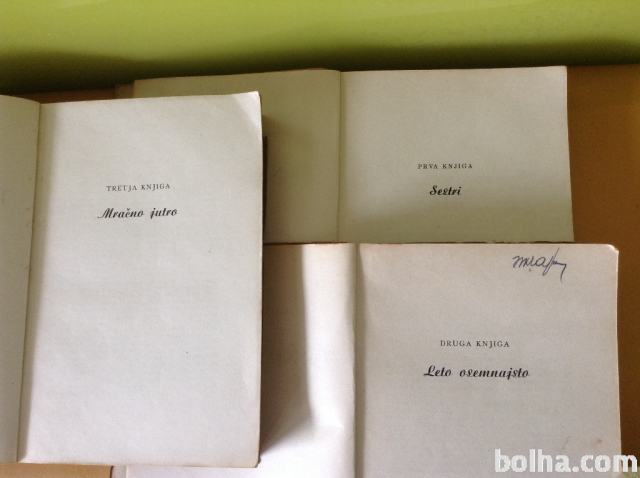 TRETJA KNJIGA
Mračno jutro
PRVA KNJIGA
Sestri
DRUGA KNJIGA
Leto osemnajsto
bolha.com